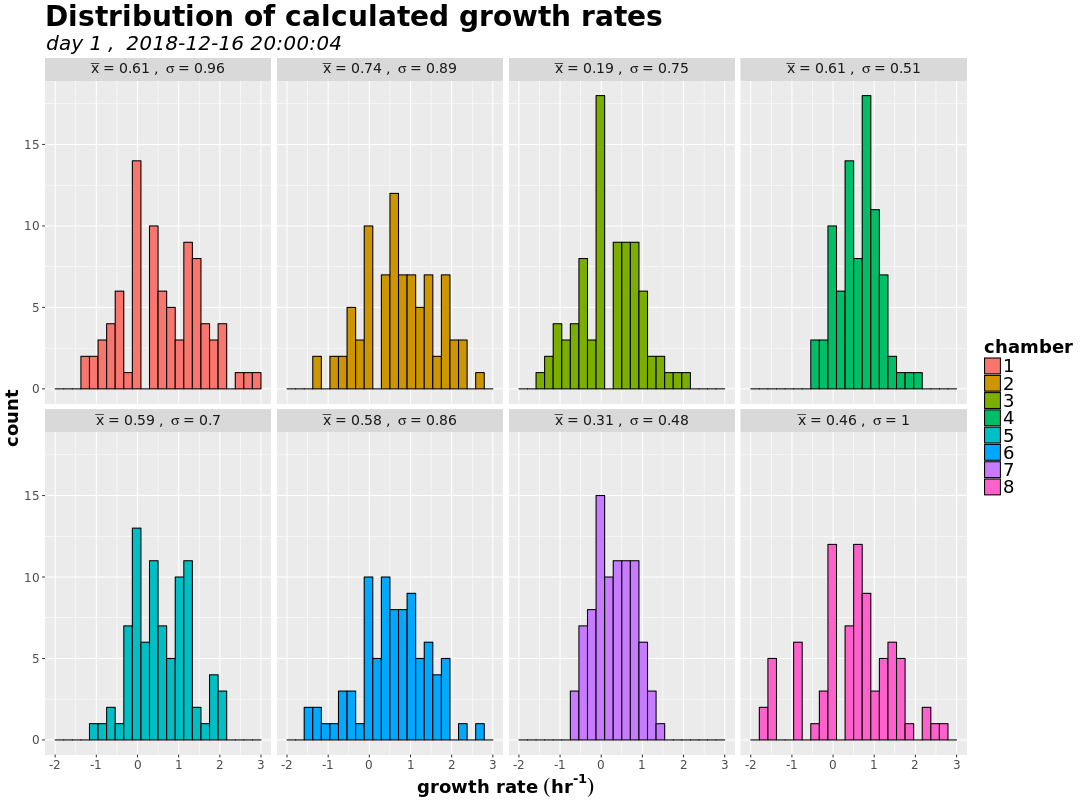 Distribution of calculated growth rates
day 1 ,  2018-12-16 20:00:04
x̅ = 0.61 ,  σ = 0.96
x̅ = 0.74 ,  σ = 0.89
x̅ = 0.19 ,  σ = 0.75
x̅ = 0.61 ,  σ = 0.51
15
10
5
0
x̅ = 0.59 ,  σ = 0.7
x̅ = 0.58 ,  σ = 0.86
x̅ = 0.31 ,  σ = 0.48
x̅ = 0.46 ,  σ = 1
15
10
5
0
-2 -1 0 1 2 3
-2 -1 0 1 2 3
-2 -1 0 1 2 3
-2 -1 0 1 2 3
growth rate (hr⁻¹)
count
chamber
1
2
3
4
5
6
7
8